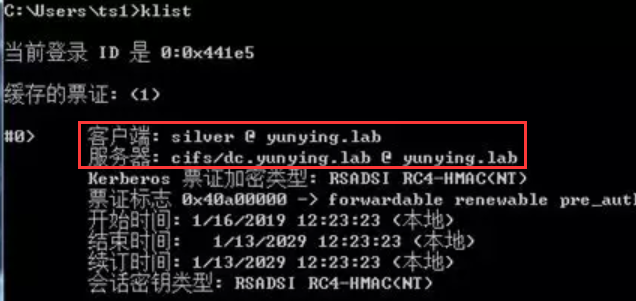 C:\Users\ts1>klist
当前登录 ID 是 0:0x441e5
缓存的票证: <1>
#0>     客户端: silver @ yunying.lab
        服务器: cifs/dc.yunying.lab @ yunying.lab
        Kerberos 票证加密类型: RSADSI RC4-HMAC<NT>
        票证标志 0x40a00000 -> forwardable renewable pre_aut
        开始时间: 1/16/2019 12:23:23 <本地>
        结束时间:   1/13/2029 12:23:23 <本地>
        续订时间: 1/13/2029 12:23:23 <本地>
        会话密钥类型: RSADSI RC4-HMAC<NT>